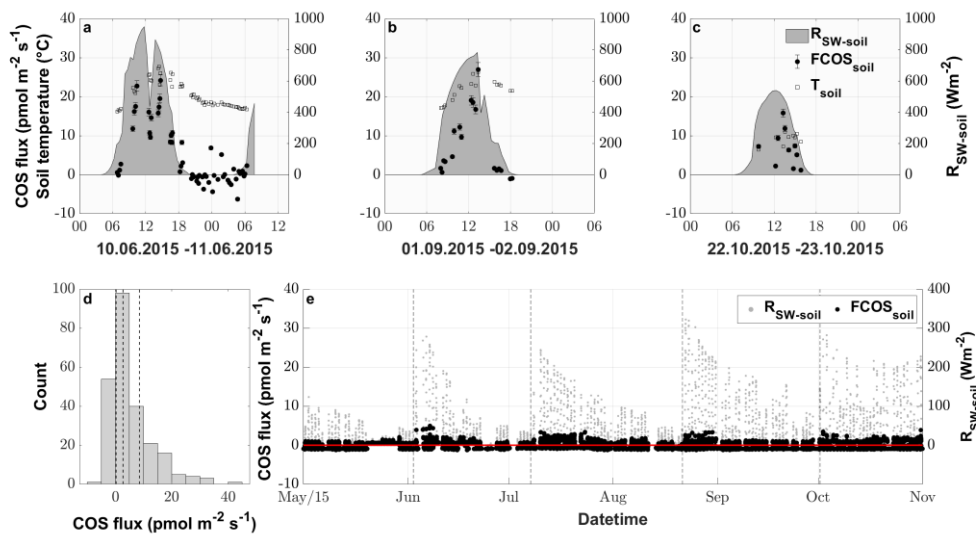 a
b
c
R_SW-soil
FCOS_soil
T_soil
COS flux (pmol m^-2 s^-1)
Soil temperature (°C)
R_SW-soil (Wm^-2)
40
30
20
10
0
-10
1000
800
600
400
200
0
40
30
20
10
0
-10
1000
800
600
400
200
0
40
30
20
10
0
-10
1000
800
600
400
200
0
00 06 12 18 00 06 12
00 06 12 18 00 06
00 06 12 18 00 06
10.06.2015 -11.06.2015
01.09.2015 -02.09.2015
22.10.2015 -23.10.2015
d
Count
100
80
60
40
20
0
0 20 40
COS flux (pmol m^-2 s^-1)
e
R_SW-soil
FCOS_soil
COS flux (pmol m^-2 s^-1)
40
30
20
10
0
-10
400
300
200
100
0
R_SW-soil (Wm^-2)
May/15 Jun Jul Aug Sep Oct Nov
Datetime